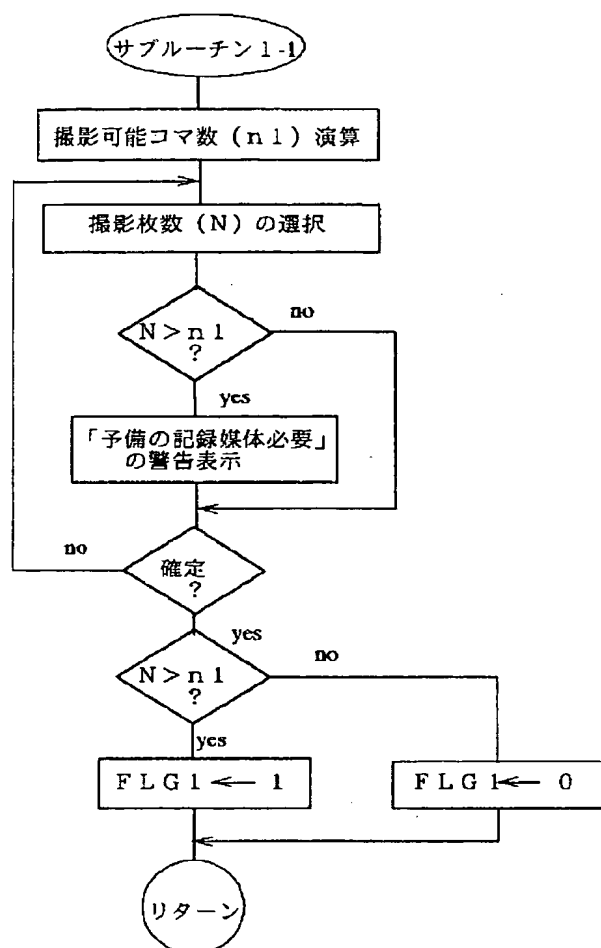 サブルーチン1-1
撮影可能コマ数(n1)演算
撮影枚数(N)の選択
N>n1
?
no
yes
「予備の記録媒体必要」
の警告表示
no
確定
?
yes
N>n1
?
no
yes
FLG1← 1
FLG1← 0
リターン